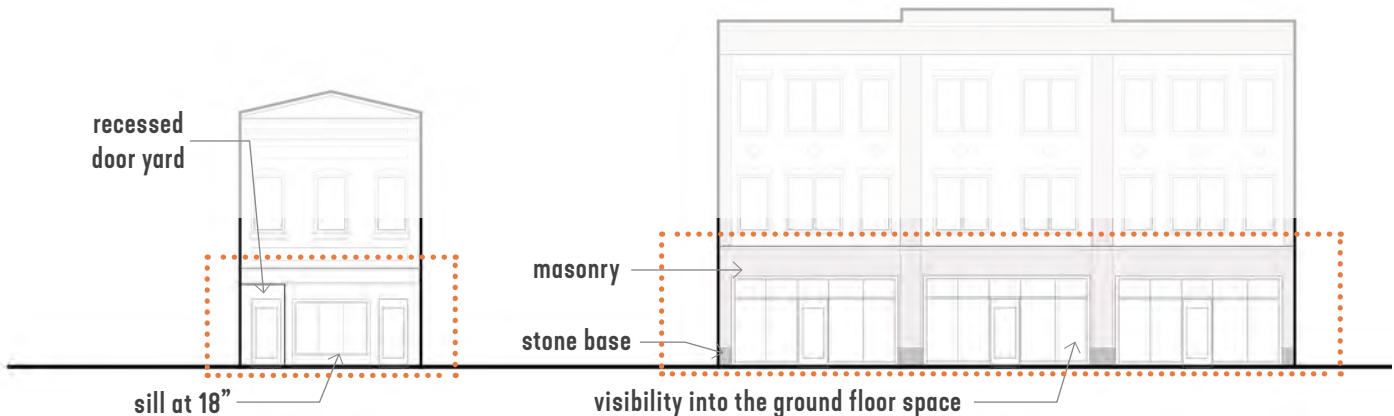 recessed
door yard
masonry
stone base
sill at 18”
visibility into the ground floor space